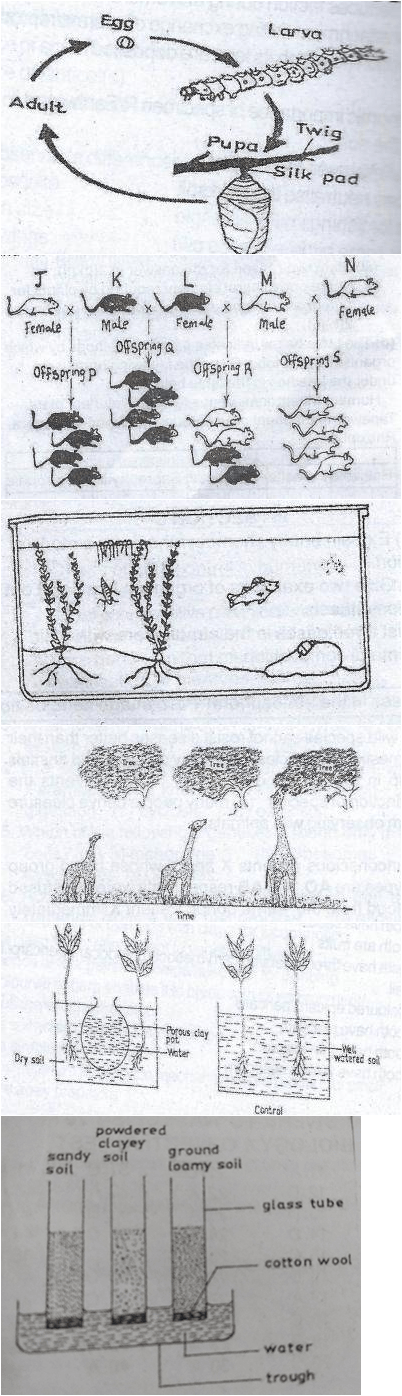 Egg
Larva
Adult
Pupa
Twig
Silk pad
J K L M N
Female x Male x Female x Male x Female
Offspring Q
Offspring P
Offspring R
Offspring S
Tree Tree Tree
Time
Porous clay
pot
Water
Dry soil
Well
watered soil
Control
sandy
soil
powdered
clayey
soil
ground
loamy soil
glass tube
cotton wool
water
trough